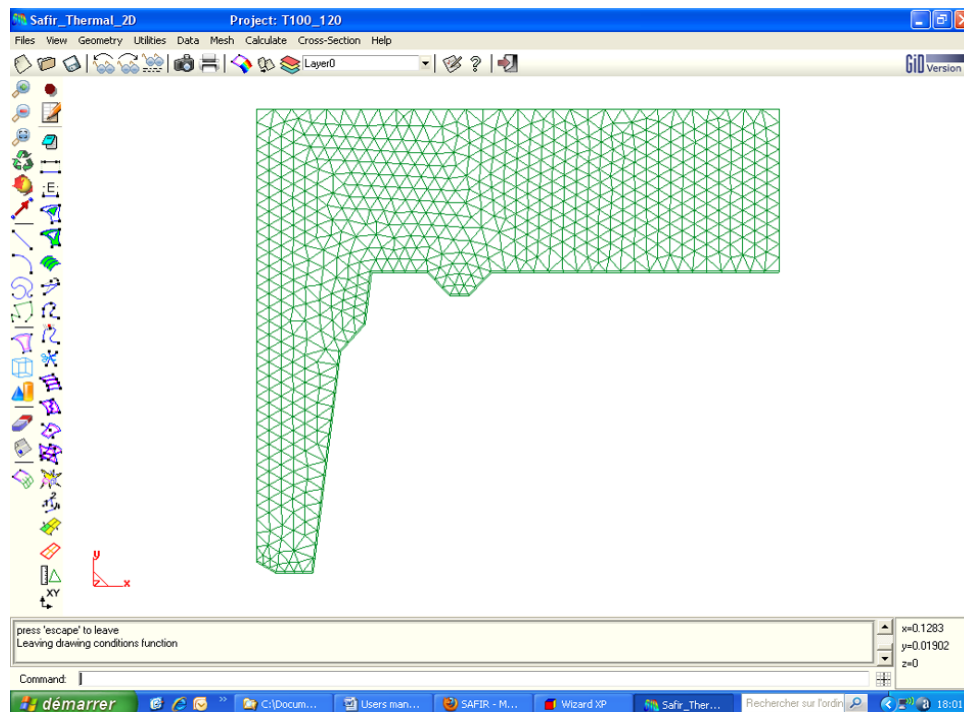 Safir_Thermal_2D Project: T100_120
Files View Geometry Utilities Data Mesh Calculate Cross-Section Help
Layer0
GiD Version
E
y
x
z
XY
press 'escape' to leave
Leaving drawing conditions function
x=0.1283
y=0.01902
z=0
Command:
démarrer
C:\Docum...
Users man...
SAFIR - M...
Wizard XP
Safir_Ther...
Rechercher sur l'ordin
18:01